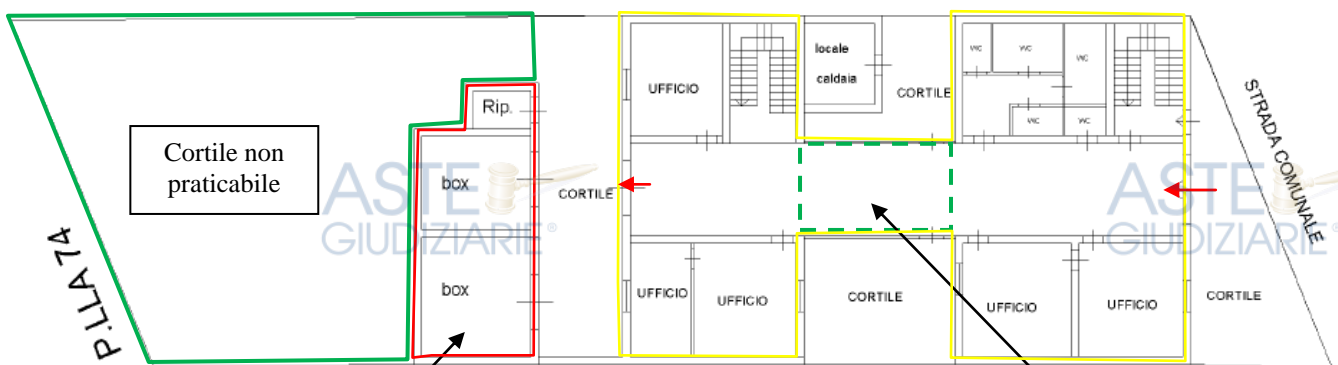 Cortile non
praticabile
P.LLA 74
Rip.
box
box
CORTILE
UFFICIO
UFFICIO
UFFICIO
locale
caldaia
CORTILE
CORTILE
WC
WC
WC
WC
WC
UFFICIO
UFFICIO
CORTILE
STRADA COMUNALE
ASTE
GIUDIZIARIE®
ASTE
GIUDIZIARIE®